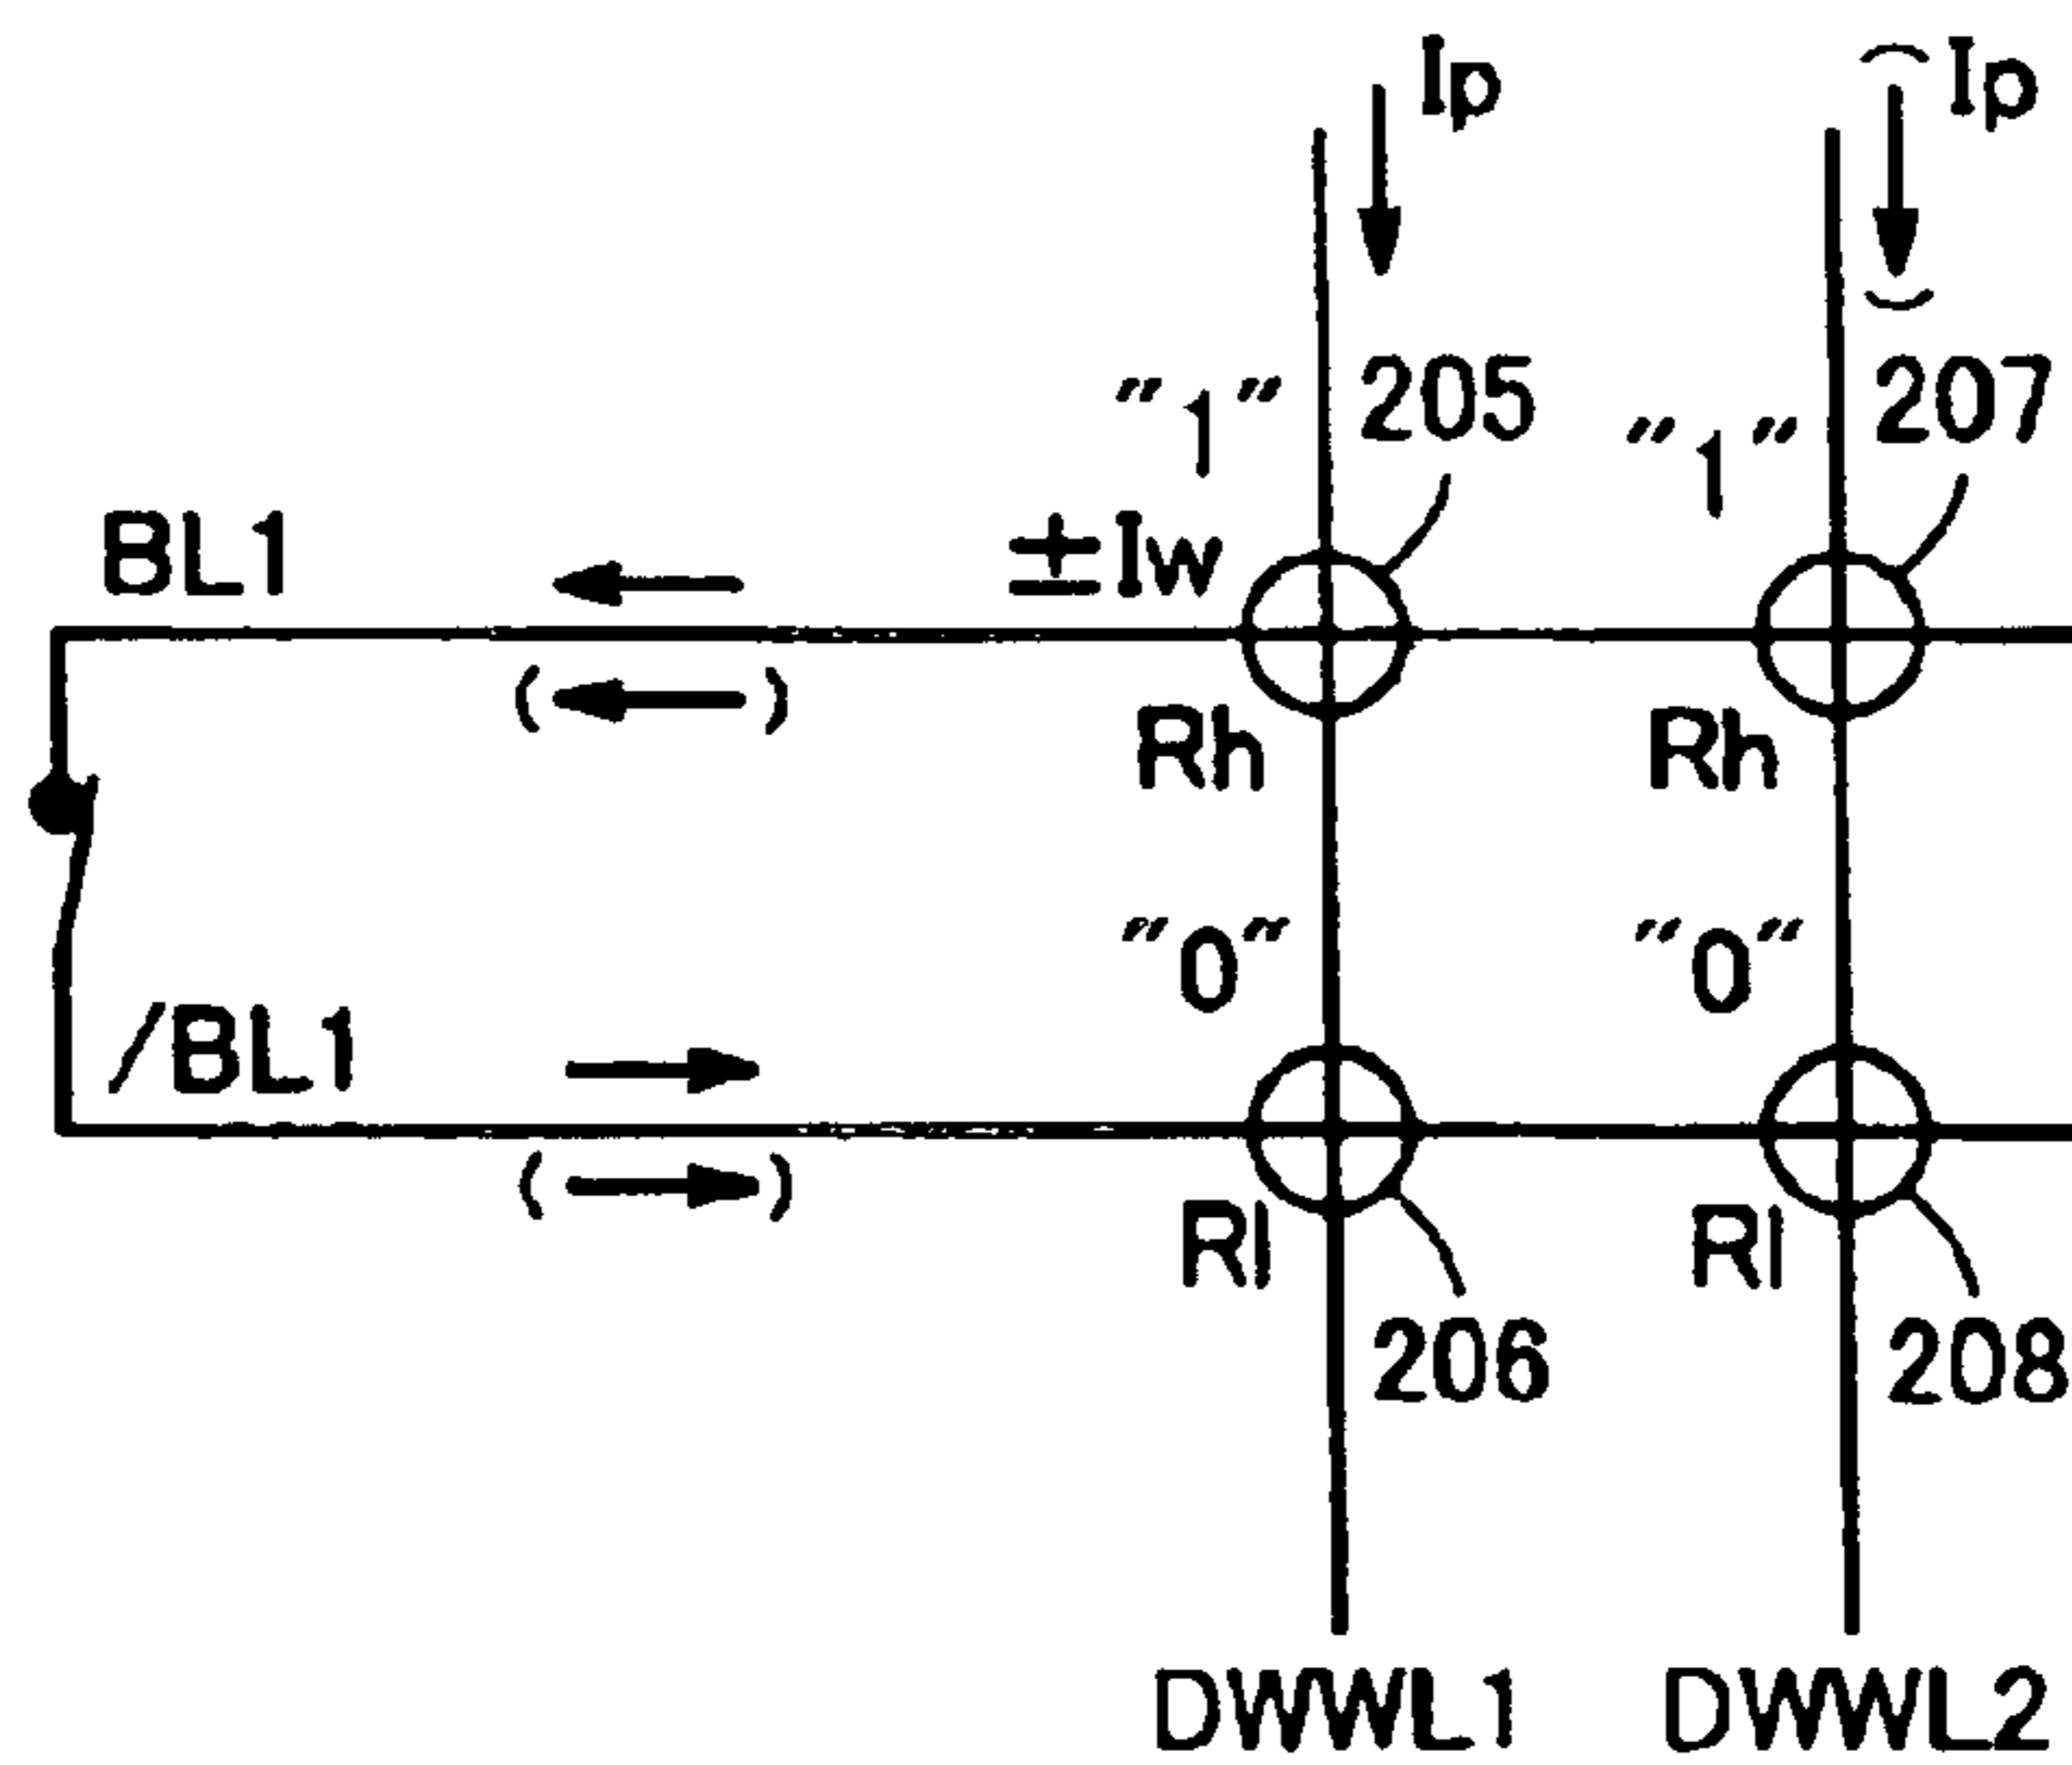 Ip
Ip
205
207
"1"
"1"
BL1
±Iw
Rh
Rh
"0"
"0"
/BL1
Rl
Rl
206
208
DWWL1
DWWL2